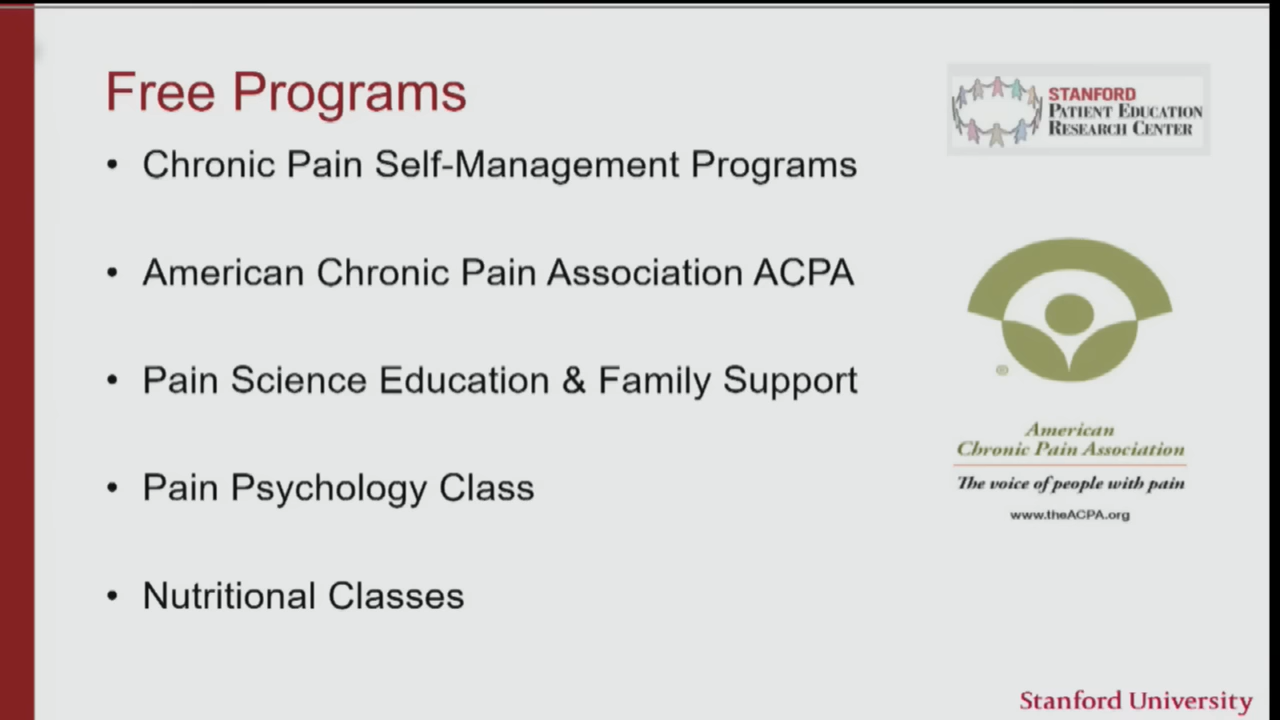 Free Programs
• Chronic Pain Self-Management Programs
• American Chronic Pain Association ACPA
• Pain Science Education & Family Support
• Pain Psychology Class
• Nutritional Classes
STANFORD
PATIENT EDUCATION
RESEARCH CENTER
®
American
Chronic Pain Association
The voice of people with pain
www.theACPA.org
Stanford University